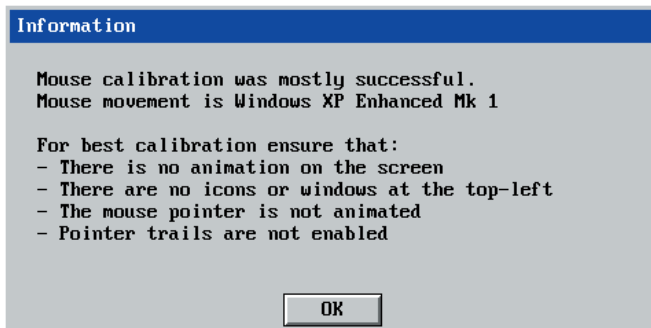 Information
Mouse calibration was mostly successful.
Mouse movement is Windows XP Enhanced Mk 1
For best calibration ensure that:
- There is no animation on the screen
- There are no icons or windows at the top-left
- The mouse pointer is not animated
- Pointer trails are not enabled
OK